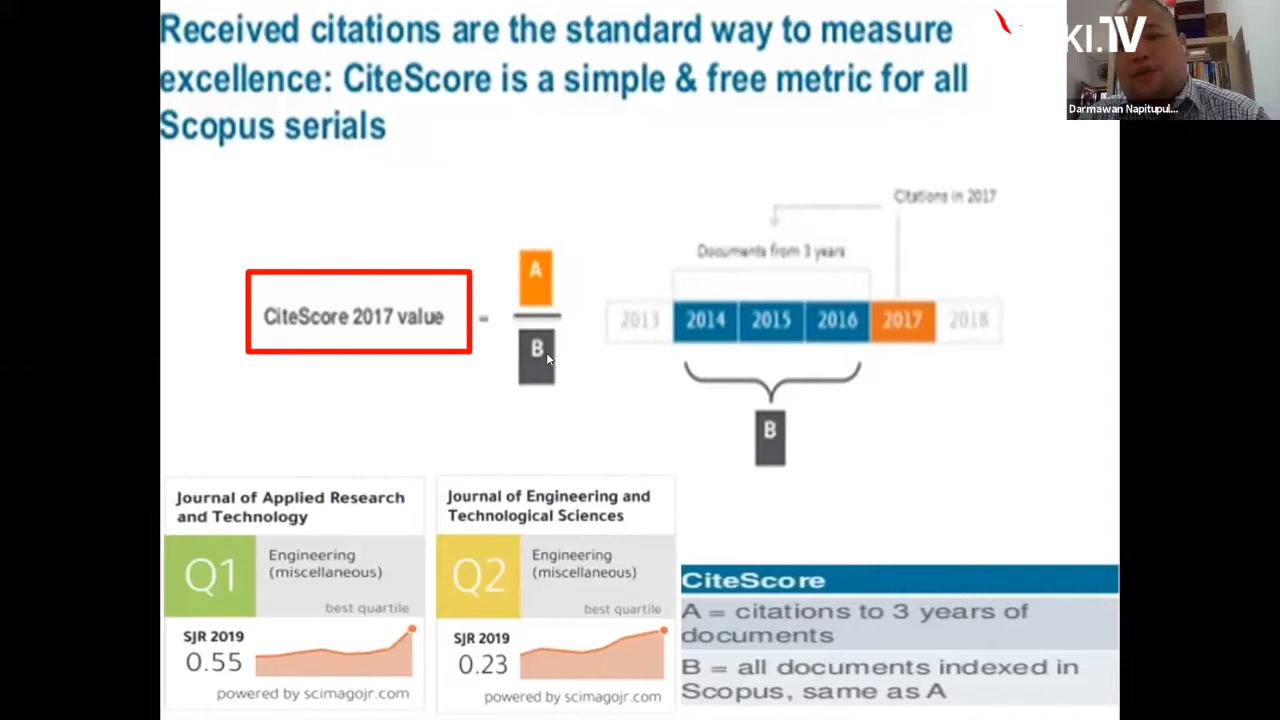 Received citations are the standard way to measure
excellence: CiteScore is a simple & free metric for all
Scopus serials
KI.TV
Darmawan Napitupul...
Citations in 2017
Documents from 3 years
CiteScore 2017 value
=
A
B
2013 2014 2015 2016 2017 2018
B
Journal of Applied Research
and Technology
Q1
Engineering
(miscellaneous)
best quartile
SJR 2019
0.55
powered by scimagojr.com
Journal of Engineering and
Technological Sciences
Q2
Engineering
(miscellaneous)
best quartile
SJR 2019
0.23
powered by scimagojr.com
CiteScore
A = citations to 3 years of
documents
B = all documents indexed in
Scopus, same as A